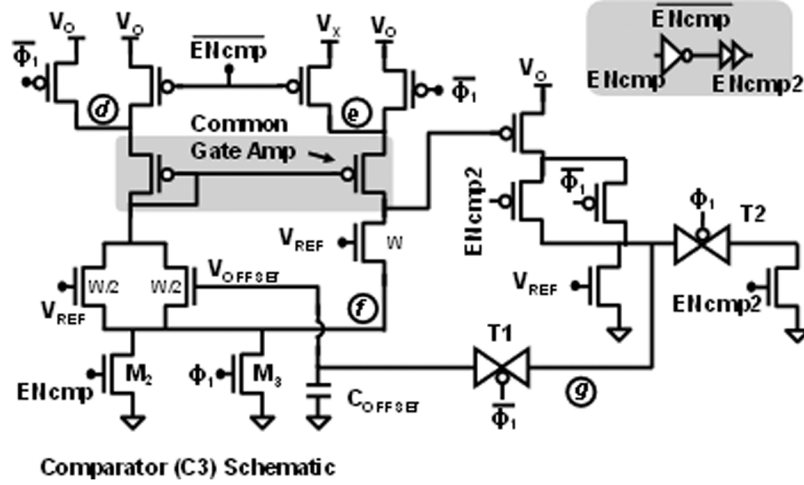 V_O V_O ENcmp̅ V_X V_O
ENcmp̅
ENcmp ENcmp2
Φ̅₁ d e Φ̅₁ V_O
Common
Gate Amp
ENcmp2 Φ̅₁ Φ₁ T2
V_REF W
W/2 W/2 V_OFFSET
V_REF f V_REF ENcmp2
T1
ENcmp M₂ Φ₁ M₃ C_OFFSET Φ̅₁ g
Comparator (C3) Schematic